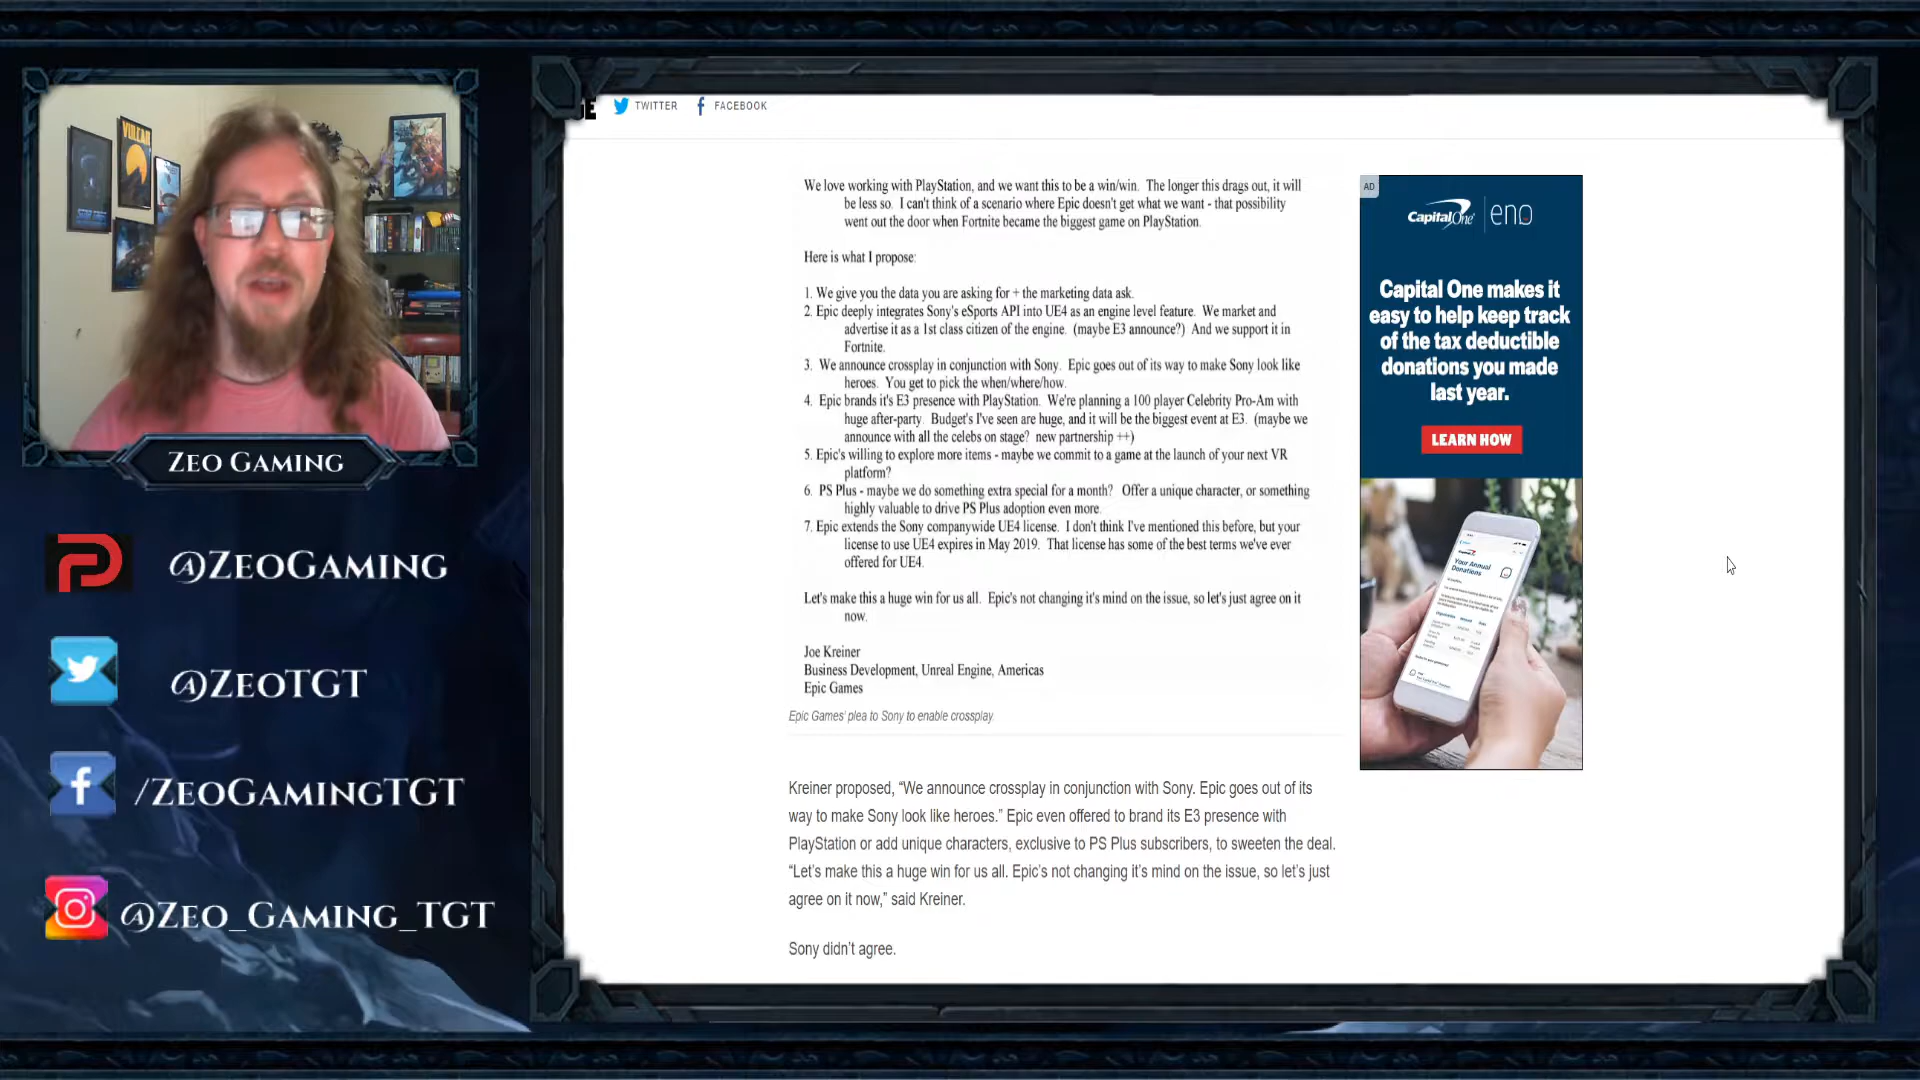 VULCAN
ZEO GAMING
@ZEOGAMING
@ZEOTGT
/ZEOGAMINGTGT
@ZEO_GAMING_TGT
GE
TWITTER
FACEBOOK
We love working with PlayStation, and we want this to be a win/win. The longer this drags out, it will
be less so. I can't think of a scenario where Epic doesn't get what we want - that possibility
went out the door when Fortnite became the biggest game on PlayStation.
Here is what I propose:
1. We give you the data you are asking for + the marketing data ask.
2. Epic deeply integrates Sony's eSports API into UE4 as an engine level feature. We market and
advertise it as a 1st class citizen of the engine. (maybe E3 announce?) And we support it in
Fortnite.
3. We announce crossplay in conjunction with Sony. Epic goes out of its way to make Sony look like
heroes. You get to pick the when/where/how.
4. Epic brands it's E3 presence with PlayStation. We're planning a 100 player Celebrity Pro-Am with
huge after-party. Budget's I've seen are huge, and it will be the biggest event at E3. (maybe we
announce with all the celebs on stage? new partnership ++)
5. Epic's willing to explore more items - maybe we commit to a game at the launch of your next VR
platform?
6. PS Plus - maybe we do something extra special for a month? Offer a unique character, or something
highly valuable to drive PS Plus adoption even more.
7. Epic extends the Sony companywide UE4 license. I don't think I've mentioned this before, but your
license to use UE4 expires in May 2019. That license has some of the best terms we've ever
offered for UE4.
Let's make this a huge win for us all. Epic's not changing it's mind on the issue, so let's just agree on it
now.
Joe Kreiner
Business Development, Unreal Engine, Americas
Epic Games
Epic Games' plea to Sony to enable crossplay.
Kreiner proposed, “We announce crossplay in conjunction with Sony. Epic goes out of its
way to make Sony look like heroes.” Epic even offered to brand its E3 presence with
PlayStation or add unique characters, exclusive to PS Plus subscribers, to sweeten the deal.
“Let’s make this a huge win for us all. Epic’s not changing it’s mind on the issue, so let’s just
agree on it now,” said Kreiner.
Sony didn’t agree.
AD
Capital One
eno
Capital One makes it
easy to help keep track
of the tax deductible
donations you made
last year.
LEARN HOW
Your Annual
Donations